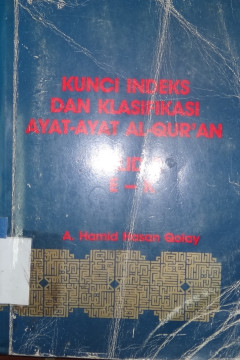 KUNCI INDEKS
DAN KLASIFIKASI
AYAT-AYAT AL-QUR'AN
A. Hamid Hasan Qolay